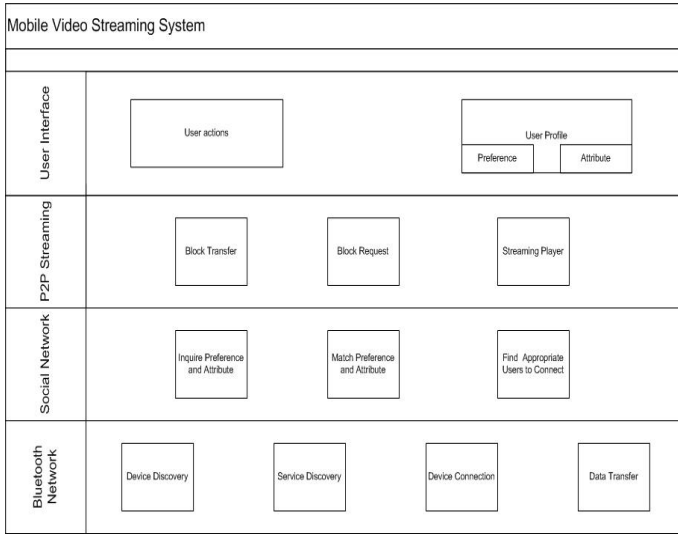 Mobile Video Streaming System
User Interface
User actions
User Profile
Preference
Attribute
P2P Streaming
Block Transfer
Block Request
Streaming Player
Social Network
Inquire Preference
and Attribute
Match Preference
and Attribute
Find Appropriate
Users to Connect
Bluetooth
Network
Device Discovery
Service Discovery
Device Connection
Data Transfer